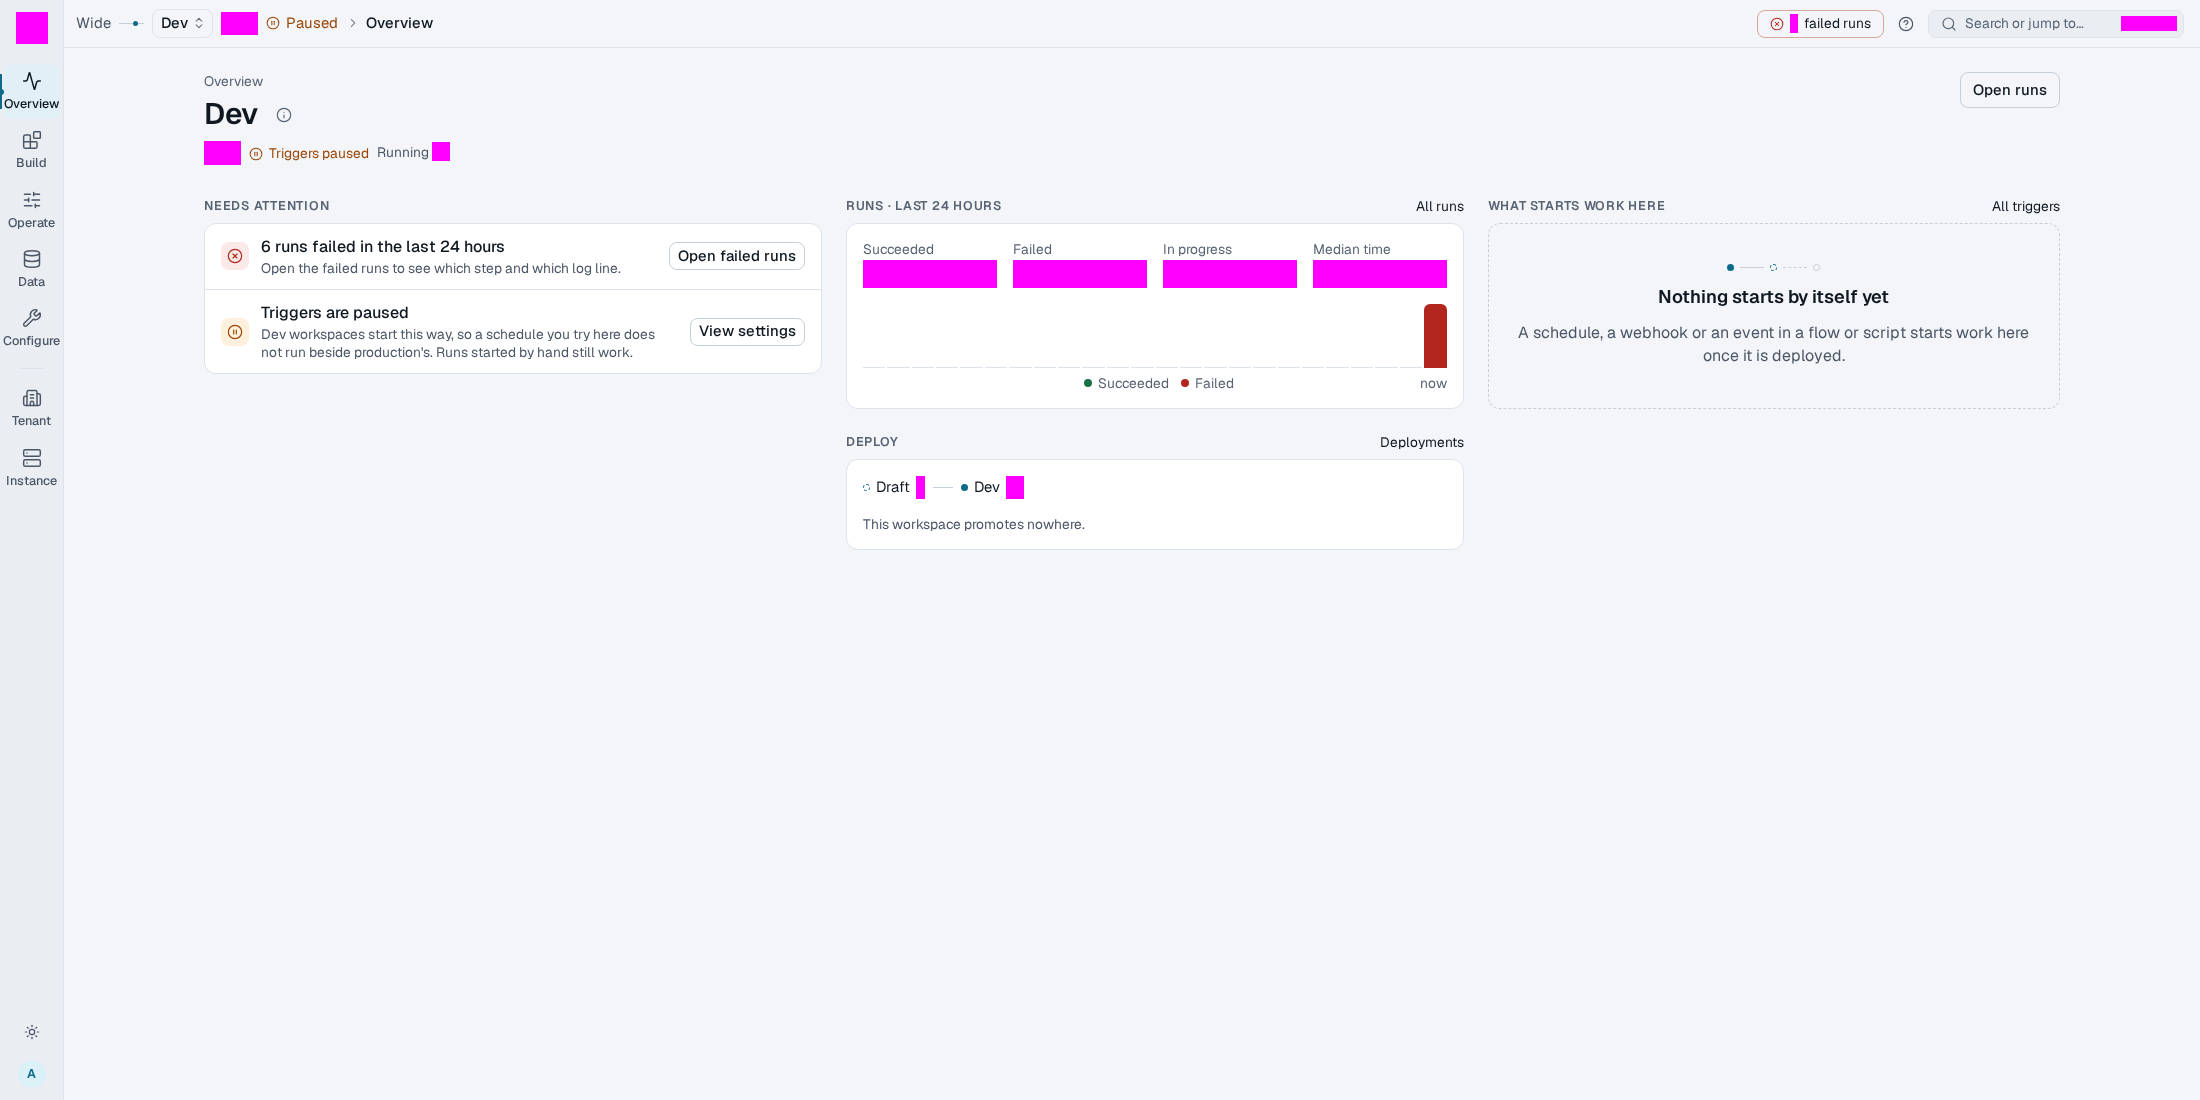 Wide
Dev
Paused
Overview
failed runs
Search or jump to...
Overview
Build
Operate
Data
Configure
Tenant
Instance
A
Overview
Dev
Triggers paused
Running
Open runs
NEEDS ATTENTION
6 runs failed in the last 24 hours
Open the failed runs to see which step and which log line.
Open failed runs
Triggers are paused
Dev workspaces start this way, so a schedule you try here does
not run beside production's. Runs started by hand still work.
View settings
RUNS · LAST 24 HOURS
All runs
Succeeded
Failed
In progress
Median time
Succeeded
Failed
now
DEPLOY
Deployments
Draft
Dev
This workspace promotes nowhere.
WHAT STARTS WORK HERE
All triggers
Nothing starts by itself yet
A schedule, a webhook or an event in a flow or script starts work here
once it is deployed.